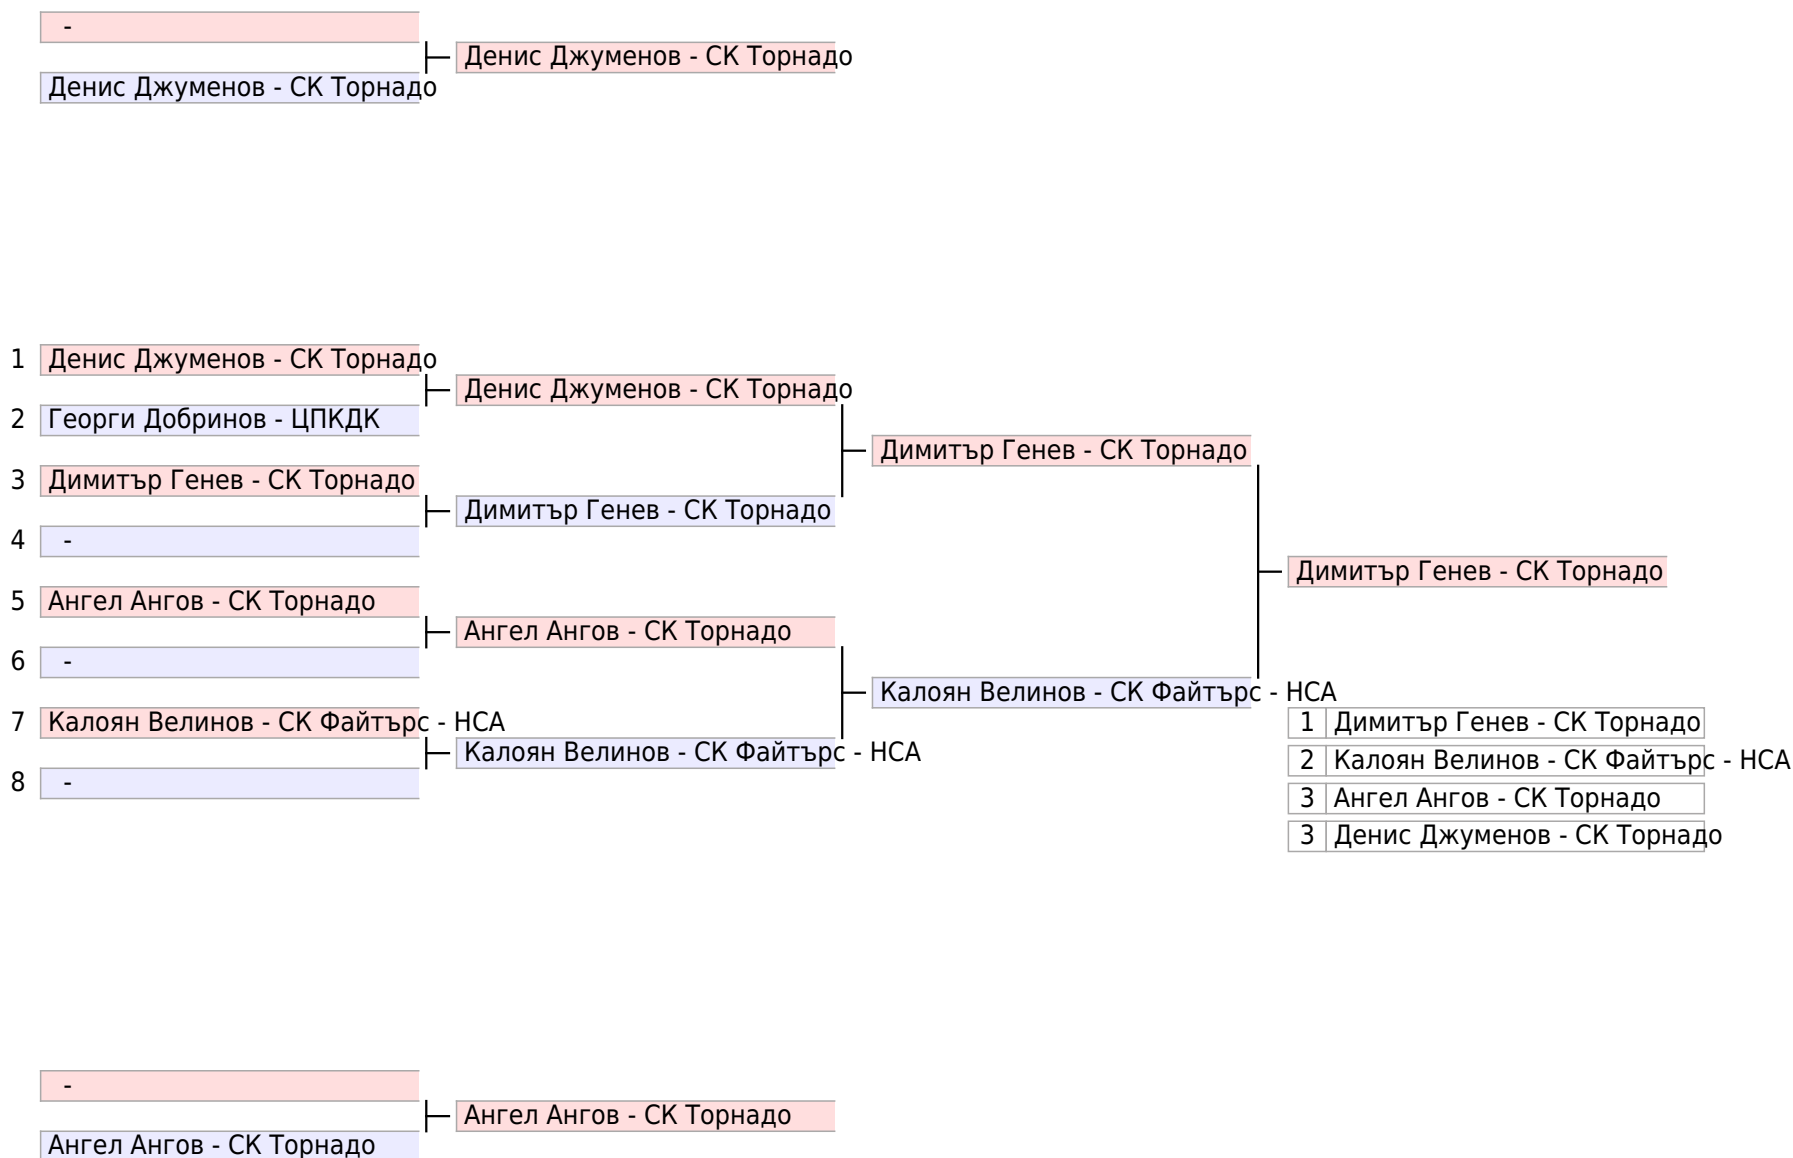 -
Денис Джуменов - СК Торнадо
Денис Джуменов - СК Торнадо
1 Денис Джуменов - СК Торнадо
Денис Джуменов - СК Торнадо
2 Георги Добринов - ЦПКДК
Димитър Генев - СК Торнадо
3 Димитър Генев - СК Торнадо
Димитър Генев - СК Торнадо
4 -
Димитър Генев - СК Торнадо
5 Ангел Ангов - СК Торнадо
Ангел Ангов - СК Торнадо
6 -
Калоян Велинов - СК Файтърс - НСА
7 Калоян Велинов - СК Файтърс - НСА
Калоян Велинов - СК Файтърс - НСА
8 -
1 Димитър Генев - СК Торнадо
2 Калоян Велинов - СК Файтърс - НСА
3 Ангел Ангов - СК Торнадо
3 Денис Джуменов - СК Торнадо
-
Ангел Ангов - СК Торнадо
Ангел Ангов - СК Торнадо